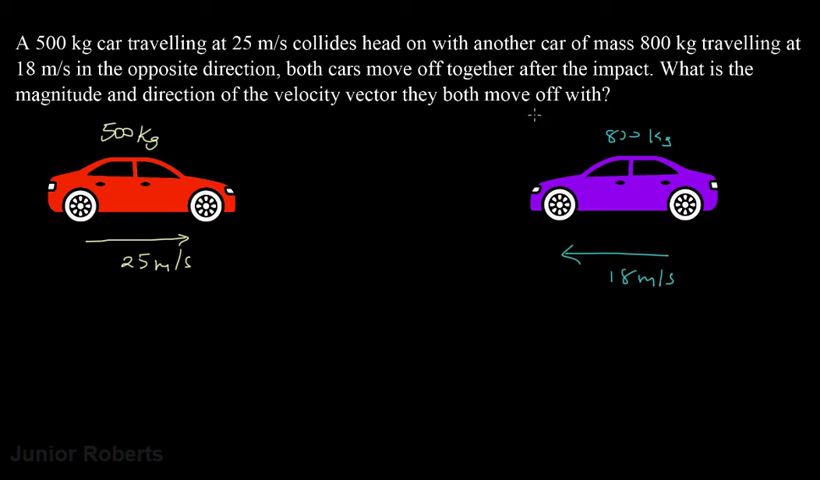 A 500 kg car travelling at 25 m/s collides head on with another car of mass 800 kg travelling at
18 m/s in the opposite direction, both cars move off together after the impact. What is the
magnitude and direction of the velocity vector they both move off with?
500 Kg
800 Kg
25 m/s
18 m/s
Junior Roberts